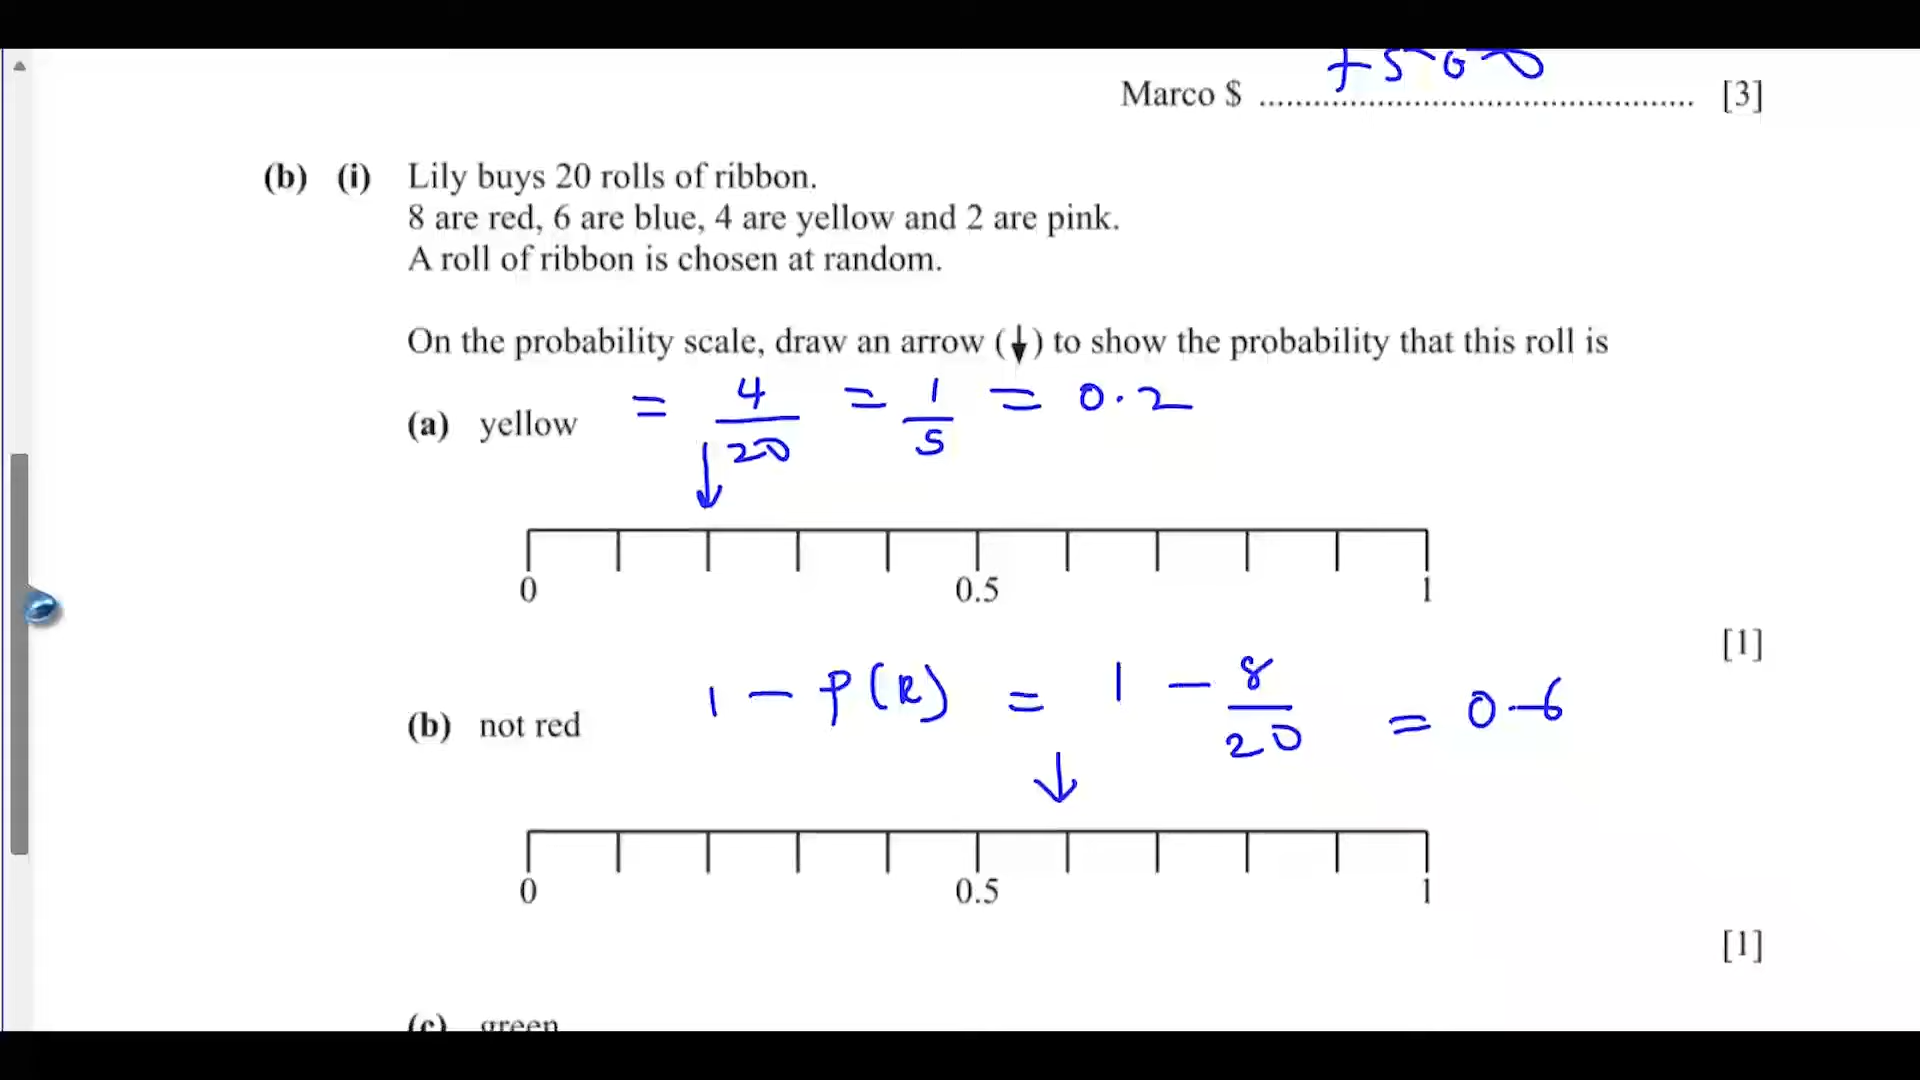 Marco $ .................................................. [3]
(b) (i) Lily buys 20 rolls of ribbon.
8 are red, 6 are blue, 4 are yellow and 2 are pink.
A roll of ribbon is chosen at random.
On the probability scale, draw an arrow (↓) to show the probability that this roll is
(a) yellow = 4/20 = 1/5 = 0.2
↓
0 0.5 1
[1]
(b) not red 1 - P(R) = 1 - 8/20 = 0.6
↓
0 0.5 1
[1]
(c) green